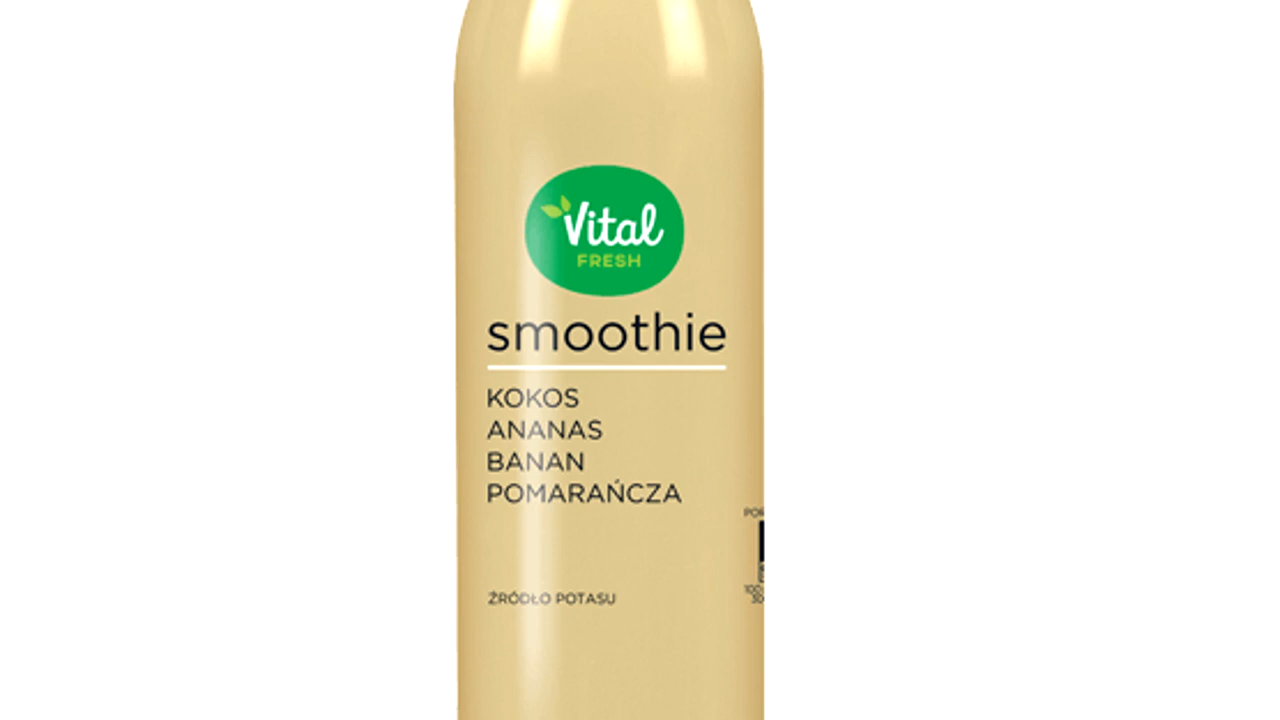 Vital
FRESH
smoothie
KOKOS
ANANAS
BANAN
POMARAŃCZA
ŹRÓDŁO POTASU